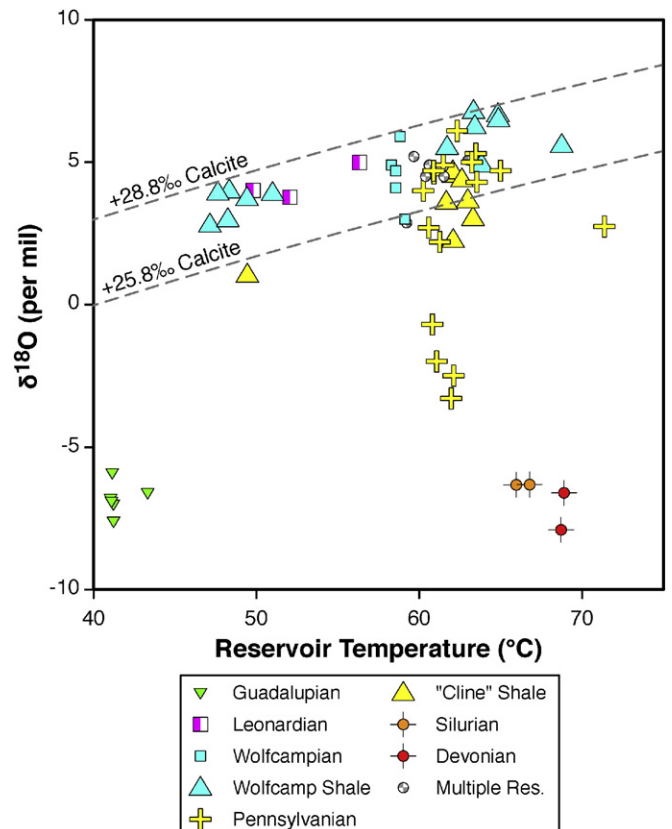 10
5
0
-5
-10
δ18O (per mil)
+28.8‰ Calcite
+25.8‰ Calcite
40 50 60 70
Reservoir Temperature (°C)
Guadalupian
Leonardian
Wolfcampian
Wolfcamp Shale
Pennsylvanian
"Cline" Shale
Silurian
Devonian
Multiple Res.